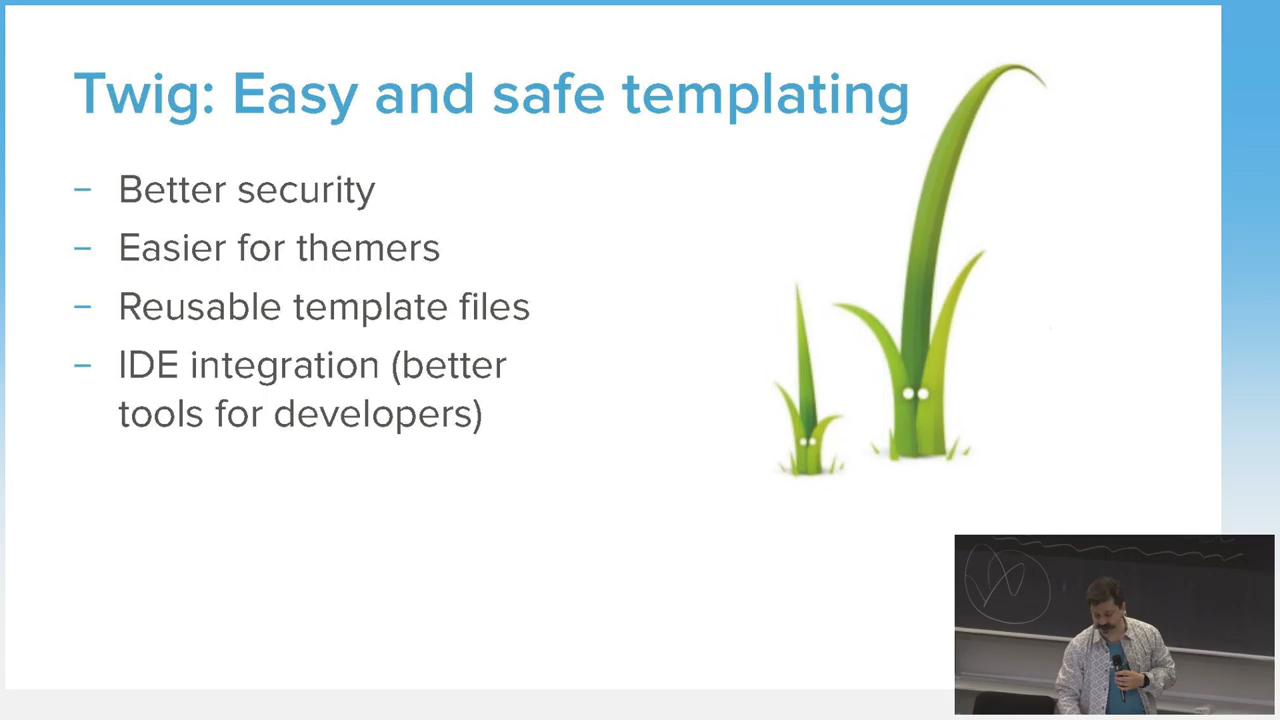 Twig: Easy and safe templating
– Better security
– Easier for themers
– Reusable template files
– IDE integration (better
tools for developers)